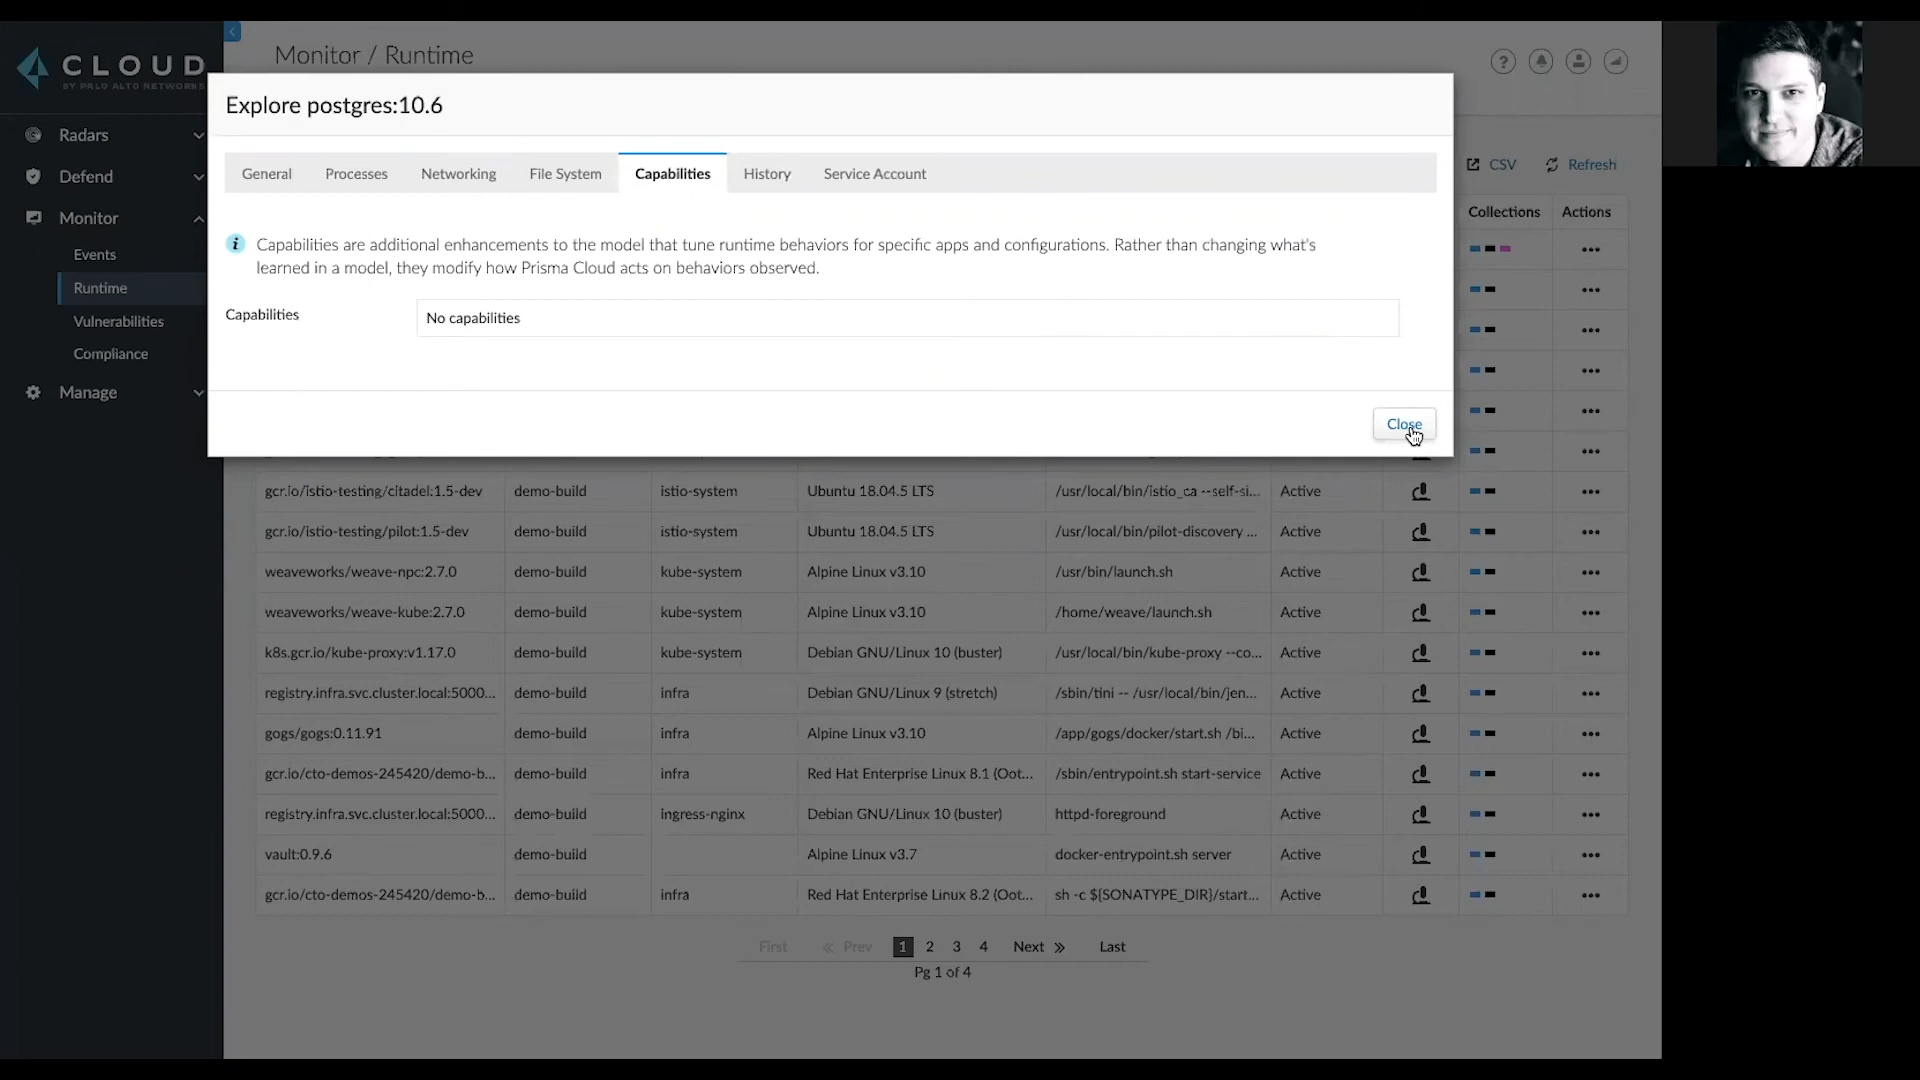 CLOUD
BY PALO ALTO NETWORKS
Radars
Defend
Monitor
Events
Runtime
Vulnerabilities
Compliance
Manage
Monitor / Runtime
CSV
Refresh
Explore postgres:10.6
General Processes Networking File System Capabilities History Service Account
Capabilities are additional enhancements to the model that tune runtime behaviors for specific apps and configurations. Rather than changing what's
learned in a model, they modify how Prisma Cloud acts on behaviors observed.
Capabilities No capabilities
Close
Collections Actions
gcr.io/istio-testing/citadel:1.5-dev demo-build istio-system Ubuntu 18.04.5 LTS /usr/local/bin/istio_ca --self-si... Active
gcr.io/istio-testing/pilot:1.5-dev demo-build istio-system Ubuntu 18.04.5 LTS /usr/local/bin/pilot-discovery ... Active
weaveworks/weave-npc:2.7.0 demo-build kube-system Alpine Linux v3.10 /usr/bin/launch.sh Active
weaveworks/weave-kube:2.7.0 demo-build kube-system Alpine Linux v3.10 /home/weave/launch.sh Active
k8s.gcr.io/kube-proxy:v1.17.0 demo-build kube-system Debian GNU/Linux 10 (buster) /usr/local/bin/kube-proxy --co... Active
registry.infra.svc.cluster.local:5000... demo-build infra Debian GNU/Linux 9 (stretch) /sbin/tini -- /usr/local/bin/jen... Active
gogs/gogs:0.11.91 demo-build infra Alpine Linux v3.10 /app/gogs/docker/start.sh /bi... Active
gcr.io/cto-demos-245420/demo-b... demo-build infra Red Hat Enterprise Linux 8.1 (Oot... /sbin/entrypoint.sh start-service Active
registry.infra.svc.cluster.local:5000... demo-build ingress-nginx Debian GNU/Linux 10 (buster) httpd-foreground Active
vault:0.9.6 demo-build Alpine Linux v3.7 docker-entrypoint.sh server Active
gcr.io/cto-demos-245420/demo-b... demo-build infra Red Hat Enterprise Linux 8.2 (Oot... sh -c ${SONATYPE_DIR}/start... Active
First « Prev 1 2 3 4 Next » Last
Pg 1 of 4